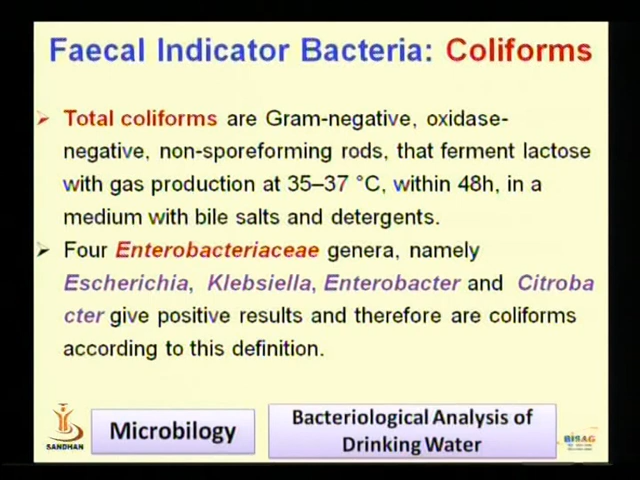 Faecal Indicator Bacteria: Coliforms
Total coliforms are Gram-negative, oxidase-
negative, non-sporeforming rods, that ferment lactose
with gas production at 35–37 °C, within 48h, in a
medium with bile salts and detergents.
Four Enterobacteriaceae genera, namely
Escherichia, Klebsiella, Enterobacter and Citroba
cter give positive results and therefore are coliforms
according to this definition.
SANDHAN
Microbilogy
Bacteriological Analysis of
Drinking Water
BISAG